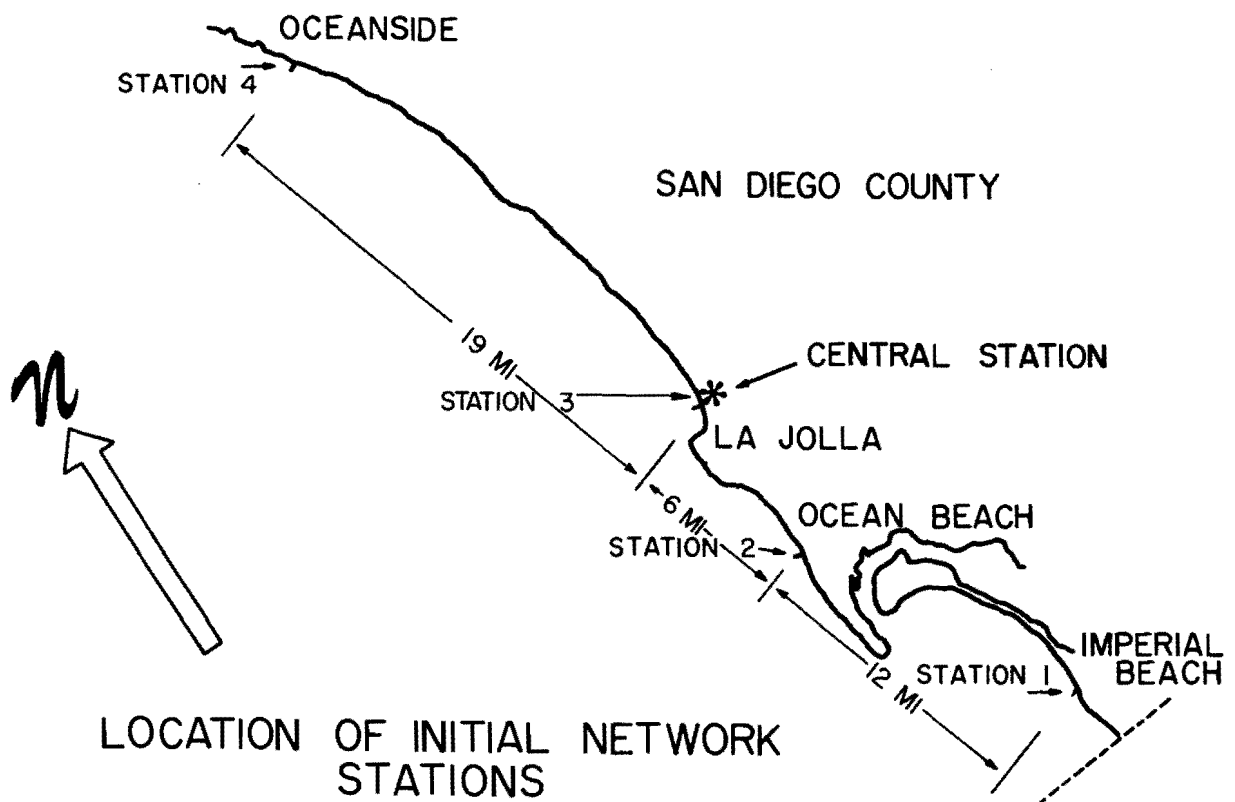 OCEANSIDE
STATION 4
SAN DIEGO COUNTY
19 MI
CENTRAL STATION
STATION 3
n
LA JOLLA
6 MI
OCEAN BEACH
STATION 2
IMPERIAL
BEACH
STATION 1
12 MI
LOCATION OF INITIAL NETWORK
STATIONS